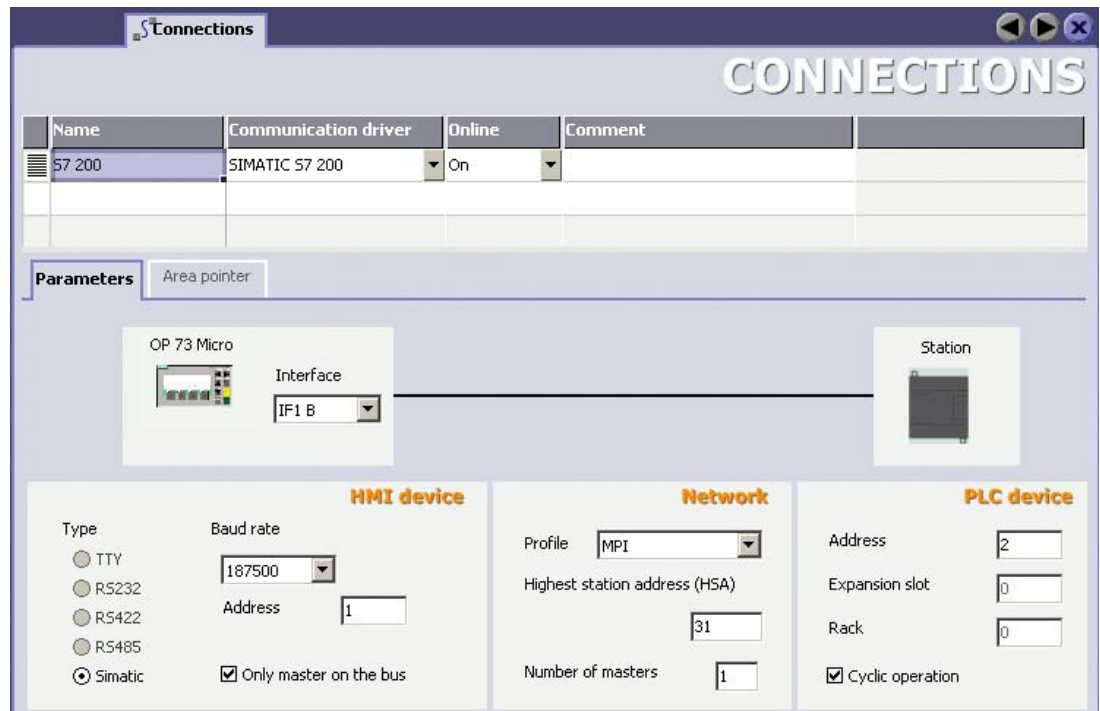 Connections
CONNECTIONS
Name Communication driver Online Comment
S7 200 SIMATIC S7 200 On
Parameters Area pointer
OP 73 Micro
Interface
IF1 B
Station
HMI device
Type Baud rate
TTY
187500
RS232
Address 1
RS422
RS485
Simatic Only master on the bus
Network
Profile MPI
Highest station address (HSA)
31
Number of masters 1
PLC device
Address 2
Expansion slot 0
Rack 0
Cyclic operation